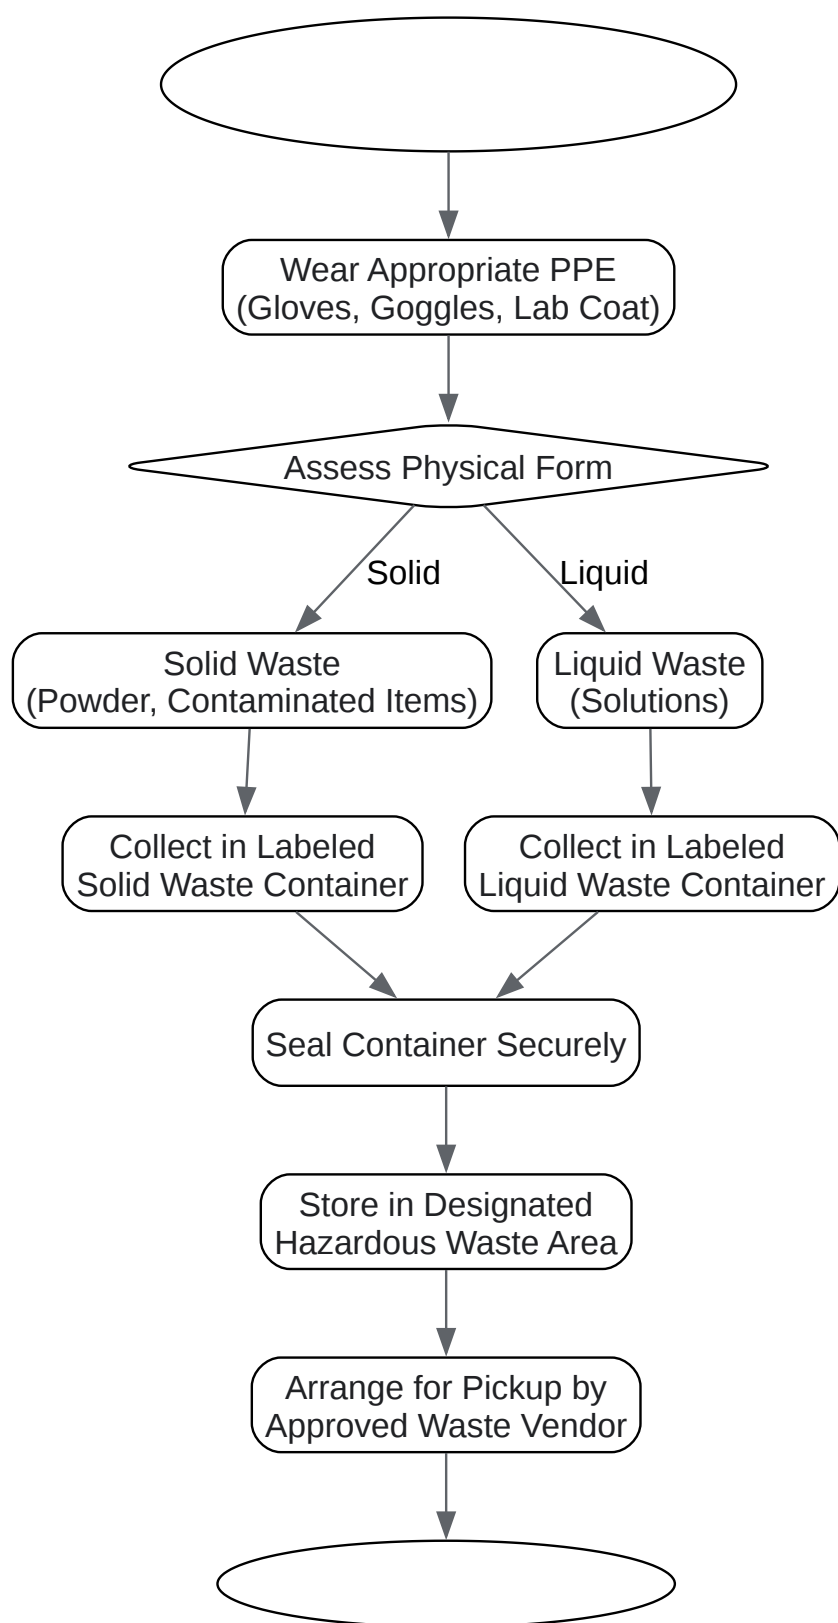 Wear Appropriate PPE
(Gloves, Goggles, Lab Coat)
Assess Physical Form
Solid
Liquid
Solid Waste
(Powder, Contaminated Items)
Liquid Waste
(Solutions)
Collect in Labeled
Solid Waste Container
Collect in Labeled
Liquid Waste Container
Seal Container Securely
Store in Designated
Hazardous Waste Area
Arrange for Pickup by
Approved Waste Vendor